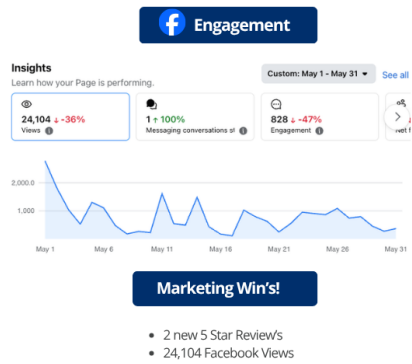 Engagement
Insights
Custom: May 1 - May 31
See all
Learn how your Page is performing.
24,104 ↓ -36%
Views
1 ↑ 100%
Messaging conversations st
828 ↓ -47%
Engagement
2,000.0
1,000
May 1 May 6 May 11 May 16 May 21 May 26 May 31
Marketing Win's!
• 2 new 5 Star Review's
• 24,104 Facebook Views